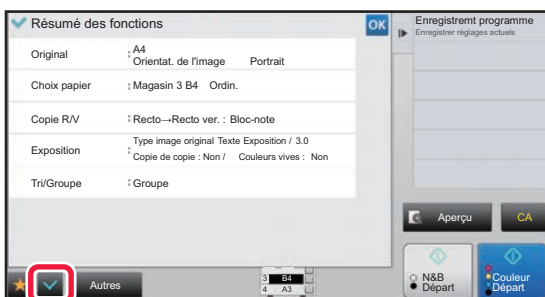 Résumé des fonctions
OK
Original : A4
Orientat. de l'image Portrait
Choix papier : Magasin 3 B4 Ordin.
Copie R/V : Recto→Recto ver. : Bloc-note
Exposition : Type image original Texte Exposition / 3.0
Copie de copie : Non / Couleurs vives : Non
Tri/Groupe : Groupe
Autres
3 B4
4 A3
Enregistremt programme
Enregistrer réglages actuels
Aperçu
CA
N&B
Départ
Couleur
Départ